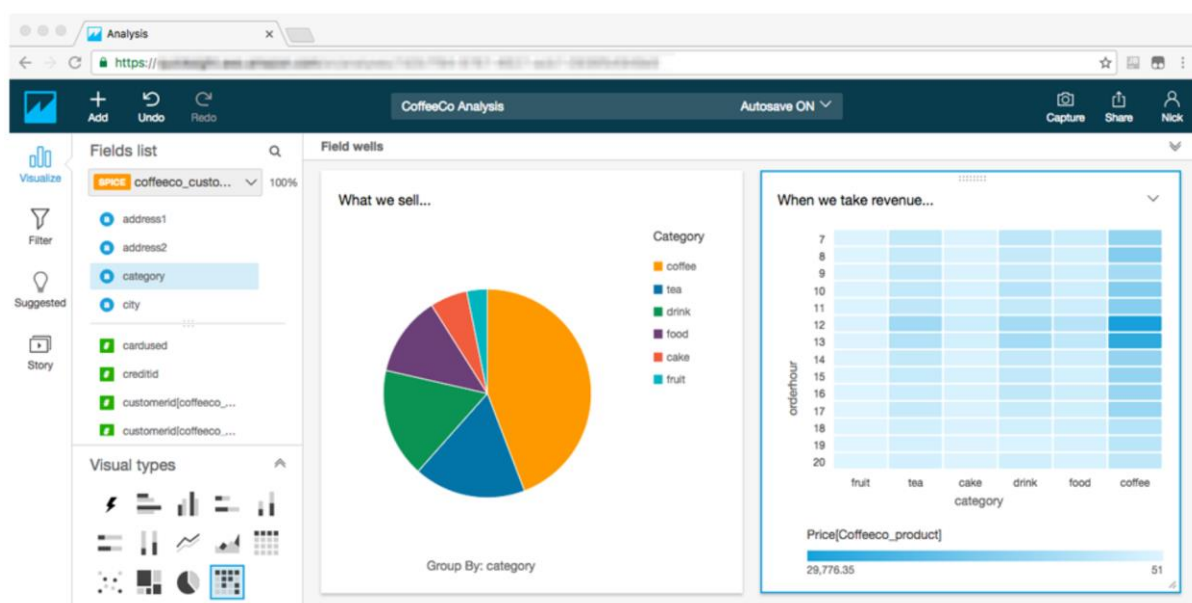 Analysis
https://
Add
Undo
Redo
CoffeeCo Analysis
Autosave ON
Capture
Share
Nick
Visualize
Filter
Suggested
Story
Fields list
SPICE coffeeco_custo... 100%
address1
address2
category
city
cardused
creditid
customerid[coffeeco_...
customerid[coffeeco_...
Visual types
Field wells
What we sell...
Category
coffee
tea
drink
food
cake
fruit
Group By: category
When we take revenue...
orderhour
7
8
9
10
11
12
13
14
15
16
17
18
19
20
fruit tea cake drink food coffee
category
Price[Coffeeco_product]
29,776.35 51